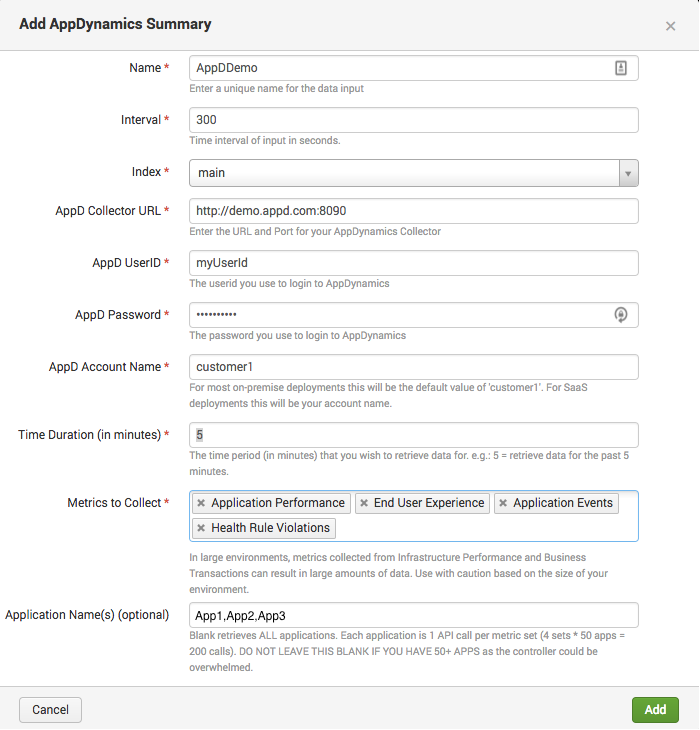 Add AppDynamics Summary ×
Name * AppDDemo
Enter a unique name for the data input
Interval * 300
Time interval of input in seconds.
Index * main
AppD Collector URL * http://demo.appd.com:8090
Enter the URL and Port for your AppDynamics Collector
AppD UserID * myUserId
The userid you use to login to AppDynamics
AppD Password * ••••••••••
The password you use to login to AppDynamics
AppD Account Name * customer1
For most on-premise deployments this will be the default value of 'customer1'. For SaaS
deployments this will be your account name.
Time Duration (in minutes) * 5
The time period (in minutes) that you wish to retrieve data for. e.g.: 5 = retrieve data for the past 5
minutes.
Metrics to Collect * × Application Performance × End User Experience × Application Events
× Health Rule Violations
In large environments, metrics collected from Infrastructure Performance and Business
Transactions can result in large amounts of data. Use with caution based on the size of your
environment.
Application Name(s) (optional) App1,App2,App3
Blank retrieves ALL applications. Each application is 1 API call per metric set (4 sets * 50 apps =
200 calls). DO NOT LEAVE THIS BLANK IF YOU HAVE 50+ APPS as the controller could be
overwhelmed.
Cancel Add